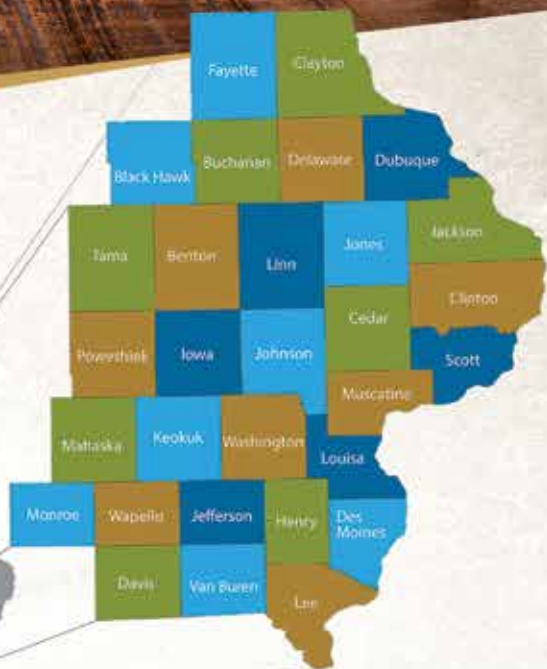 Fayette
Clayton
Black Hawk
Buchanan
Delaware
Dubuque
Tama
Benton
Linn
Jones
Jackson
Clinton
Cedar
Poweshiek
Iowa
Johnson
Scott
Muscatine
Mahaska
Keokuk
Washington
Louisa
Monroe
Wapello
Jefferson
Henry
Des
Moines
Davis
Van Buren
Lee